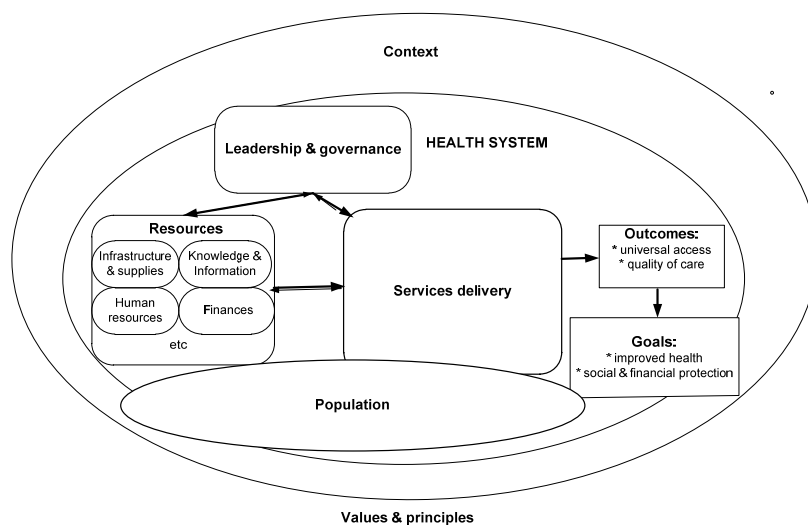 Context
Leadership & governance
HEALTH SYSTEM
Resources
Infrastructure
& supplies
Knowledge &
Information
Human
resources
Finances
etc
Services delivery
Outcomes:
* universal access
* quality of care
Goals:
* improved health
* social & financial protection
Population
Values & principles